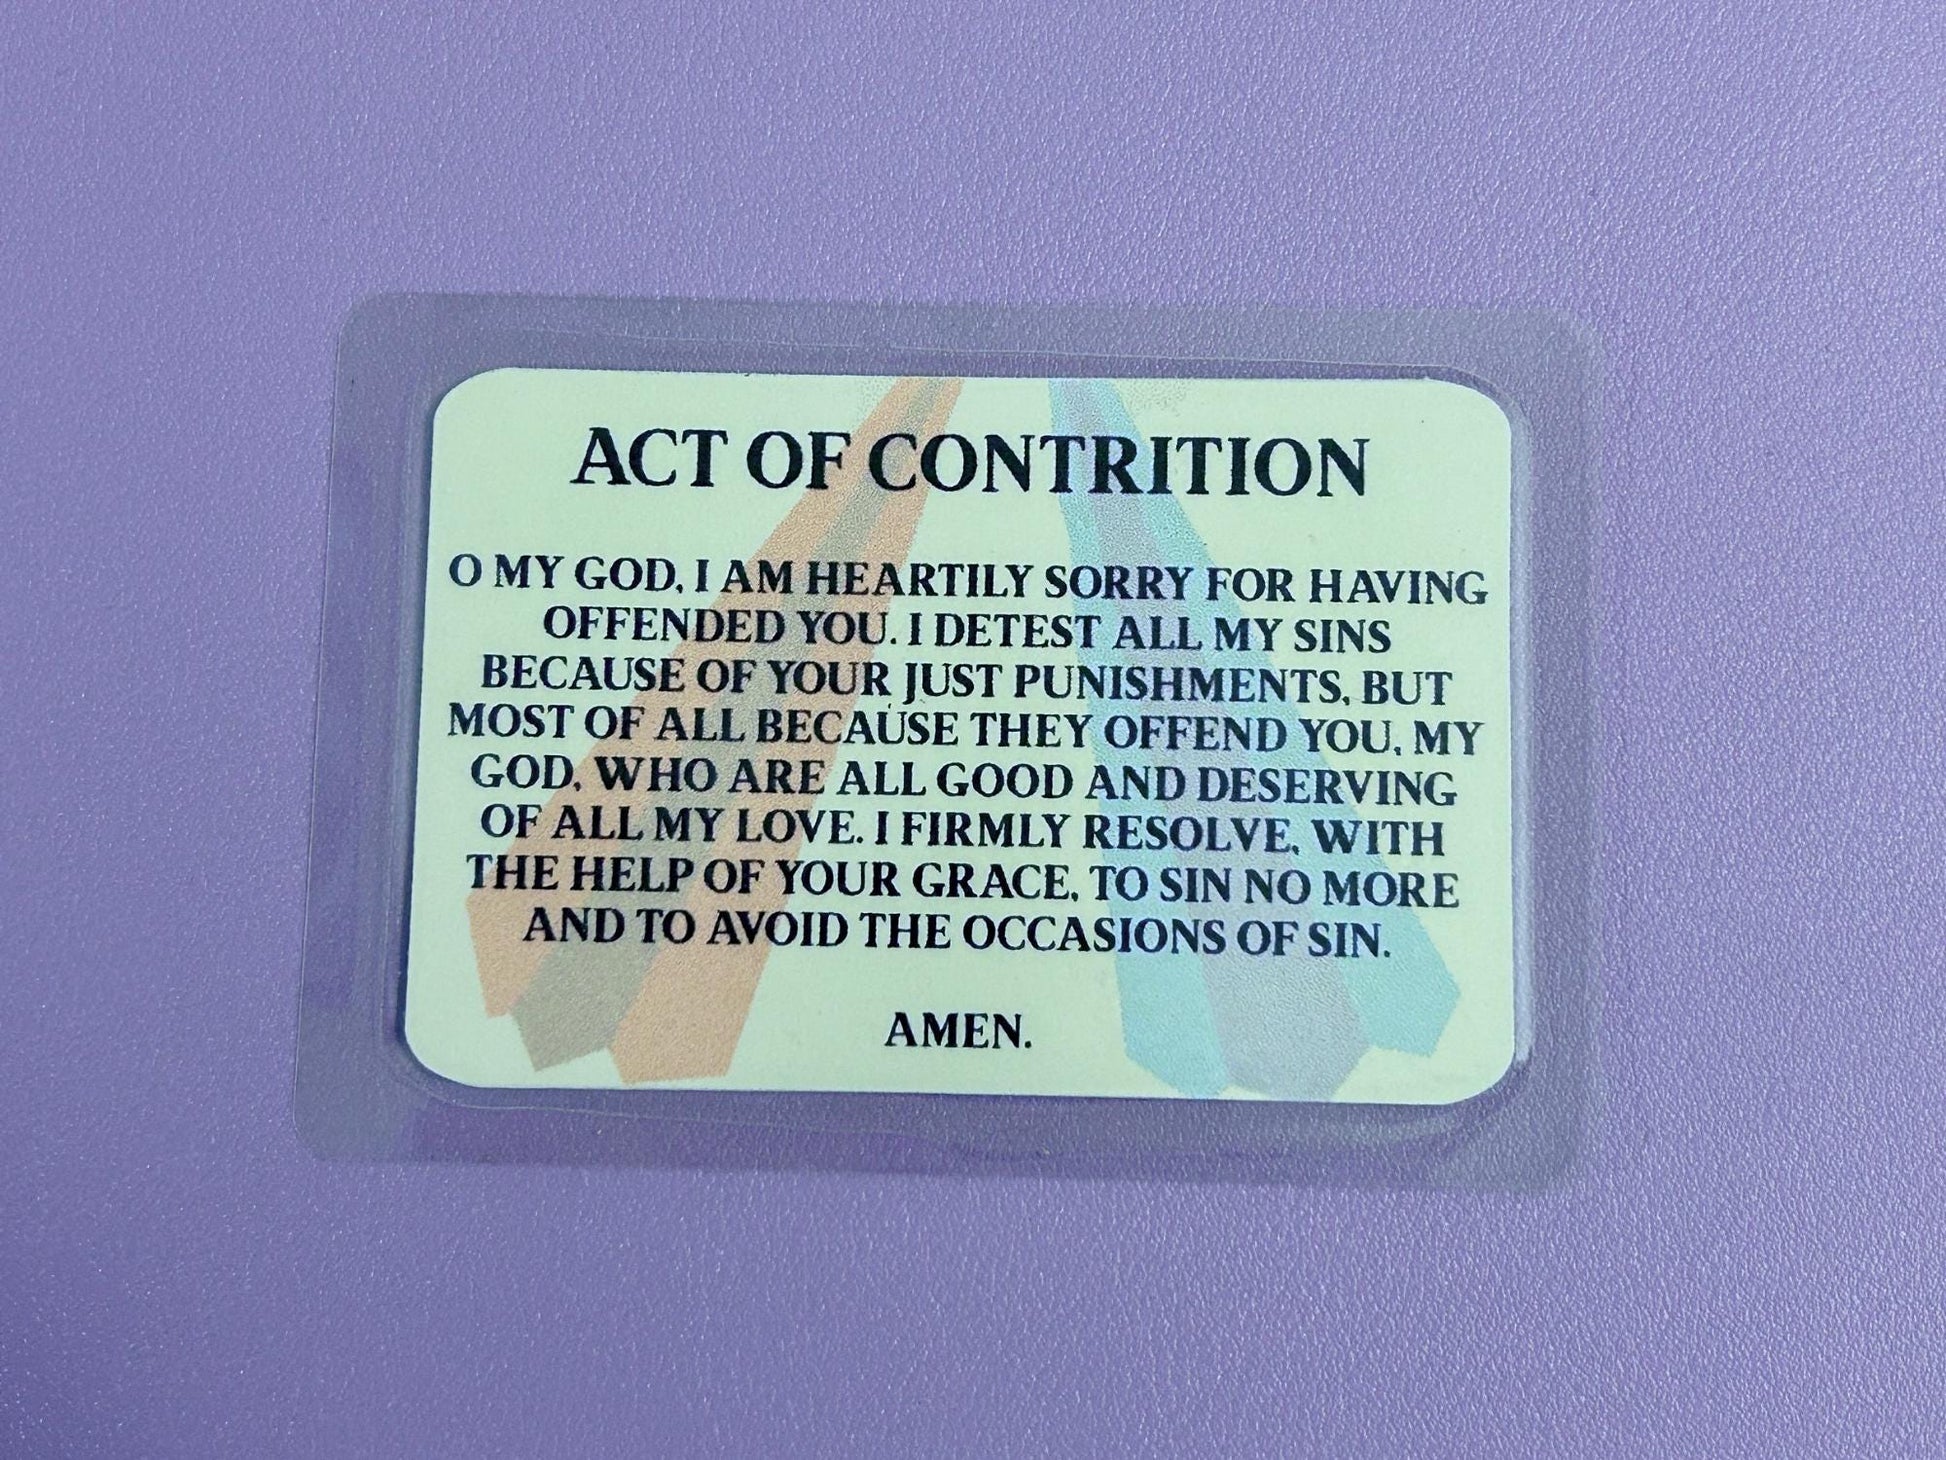 ACT OF CONTRITION
O MY GOD, I AM HEARTILY SORRY FOR HAVING
OFFENDED YOU. I DETEST ALL MY SINS
BECAUSE OF YOUR JUST PUNISHMENTS, BUT
MOST OF ALL BECAUSE THEY OFFEND YOU, MY
GOD, WHO ARE ALL GOOD AND DESERVING
OF ALL MY LOVE. I FIRMLY RESOLVE, WITH
THE HELP OF YOUR GRACE, TO SIN NO MORE
AND TO AVOID THE OCCASIONS OF SIN.
AMEN.